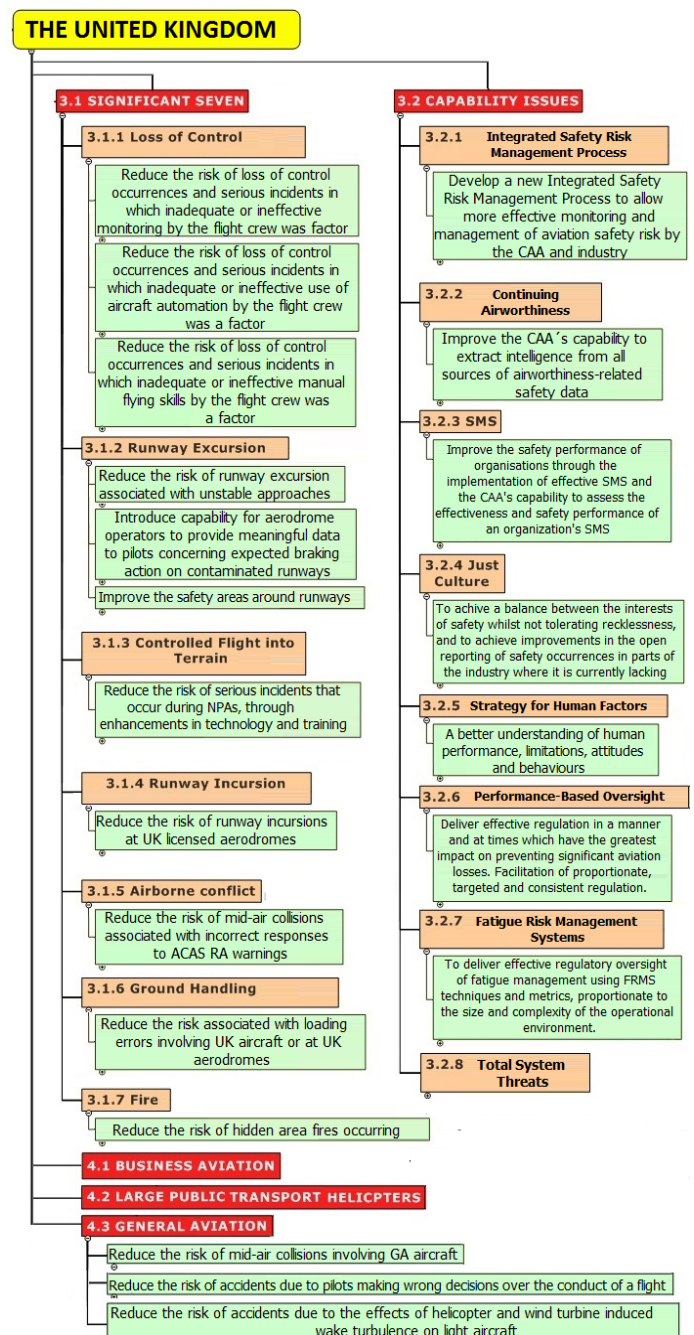 THE UNITED KINGDOM
3.1 SIGNIFICANT SEVEN
3.1.1 Loss of Control
Reduce the risk of loss of control
occurrences and serious incidents in
which inadequate or ineffective
monitoring by the flight crew was factor
Reduce the risk of loss of control
occurrences and serious incidents in
which inadequate or ineffective use of
aircraft automation by the flight crew
was a factor
Reduce the risk of loss of control
occurrences and serious incidents in
which inadequate or ineffective manual
flying skills by the flight crew was
a factor
3.1.2 Runway Excursion
Reduce the risk of runway excursion
associated with unstable approaches
Introduce capability for aerodrome
operators to provide meaningful data
to pilots concerning expected braking
action on contaminated runways
Improve the safety areas around runways
3.1.3 Controlled Flight into
Terrain
Reduce the risk of serious incidents that
occur during NPAs, through
enhancements in technology and training
3.1.4 Runway Incursion
Reduce the risk of runway incursions
at UK licensed aerodromes
3.1.5 Airborne conflict
Reduce the risk of mid-air collisions
associated with incorrect responses
to ACAS RA warnings
3.1.6 Ground Handling
Reduce the risk associated with loading
errors involving UK aircraft or at UK
aerodromes
3.1.7 Fire
Reduce the risk of hidden area fires occurring
3.2 CAPABILITY ISSUES
3.2.1 Integrated Safety Risk
Management Process
Develop a new Integrated Safety
Risk Management Process to allow
more effective monitoring and
management of aviation safety risk by
the CAA and industry
3.2.2 Continuing
Airworthiness
Improve the CAA´s capability to
extract intelligence from all
sources of airworthiness-related
safety data
3.2.3 SMS
Improve the safety performance of
organisations through the
implementation of effective SMS and
the CAA's capability to assess the
effectiveness and safety performance of
an organization's SMS
3.2.4 Just
Culture
To achive a balance between the interests
of safety whilst not tolerating recklessness,
and to achieve improvements in the open
reporting of safety occurrences in parts of
the industry where it is currently lacking
3.2.5 Strategy for Human Factors
A better understanding of human
performance, limitations, attitudes
and behaviours
3.2.6 Performance-Based Oversight
Deliver effective regulation in a manner
and at times which have the greatest
impact on preventing significant aviation
losses. Facilitation of proportionate,
targeted and consistent regulation.
3.2.7 Fatigue Risk Management
Systems
To deliver effective regulatory oversight
of fatigue management using FRMS
techniques and metrics, proportionate to
the size and complexity of the operational
environment.
3.2.8 Total System
Threats
4.1 BUSINESS AVIATION
4.2 LARGE PUBLIC TRANSPORT HELICPTERS
4.3 GENERAL AVIATION
Reduce the risk of mid-air collisions involving GA aircraft
Reduce the risk of accidents due to pilots making wrong decisions over the conduct of a flight
Reduce the risk of accidents due to the effects of helicopter and wind turbine induced
wake turbulence on light aircraft